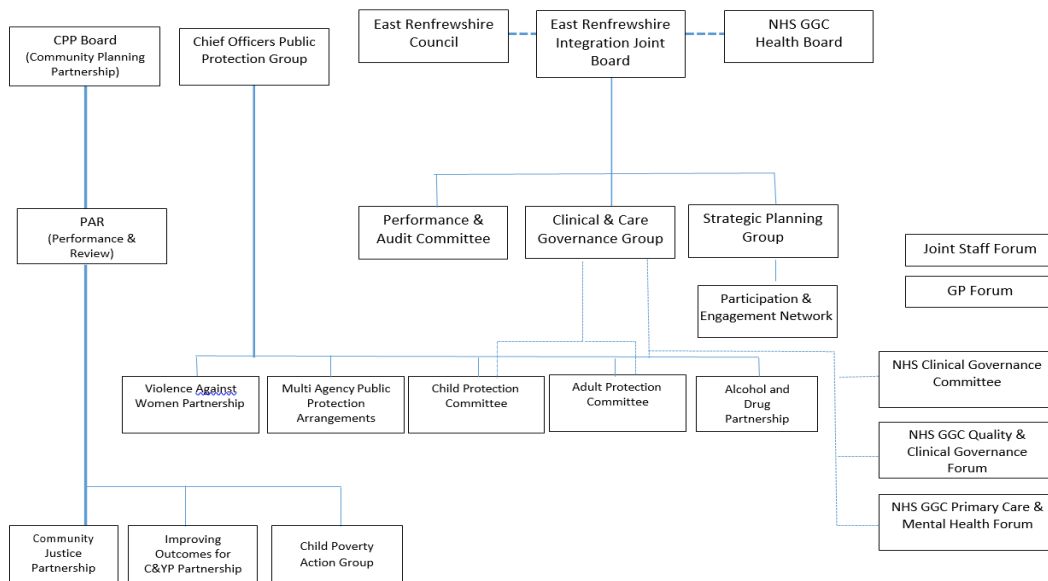 CPP Board
(Community Planning
Partnership)
Chief Officers Public
Protection Group
East Renfrewshire
Council
East Renfrewshire
Integration Joint
Board
NHS GGC
Health Board
PAR
(Performance &
Review)
Performance &
Audit Committee
Clinical & Care
Governance Group
Strategic Planning
Group
Joint Staff Forum
GP Forum
Participation &
Engagement Network
Violence Against
Women Partnership
Multi Agency Public
Protection
Arrangements
Child Protection
Committee
Adult Protection
Committee
Alcohol and
Drug
Partnership
NHS Clinical Governance
Committee
NHS GGC Quality &
Clinical Governance
Forum
NHS GGC Primary Care &
Mental Health Forum
Community
Justice
Partnership
Improving
Outcomes for
C&YP Partnership
Child Poverty
Action Group